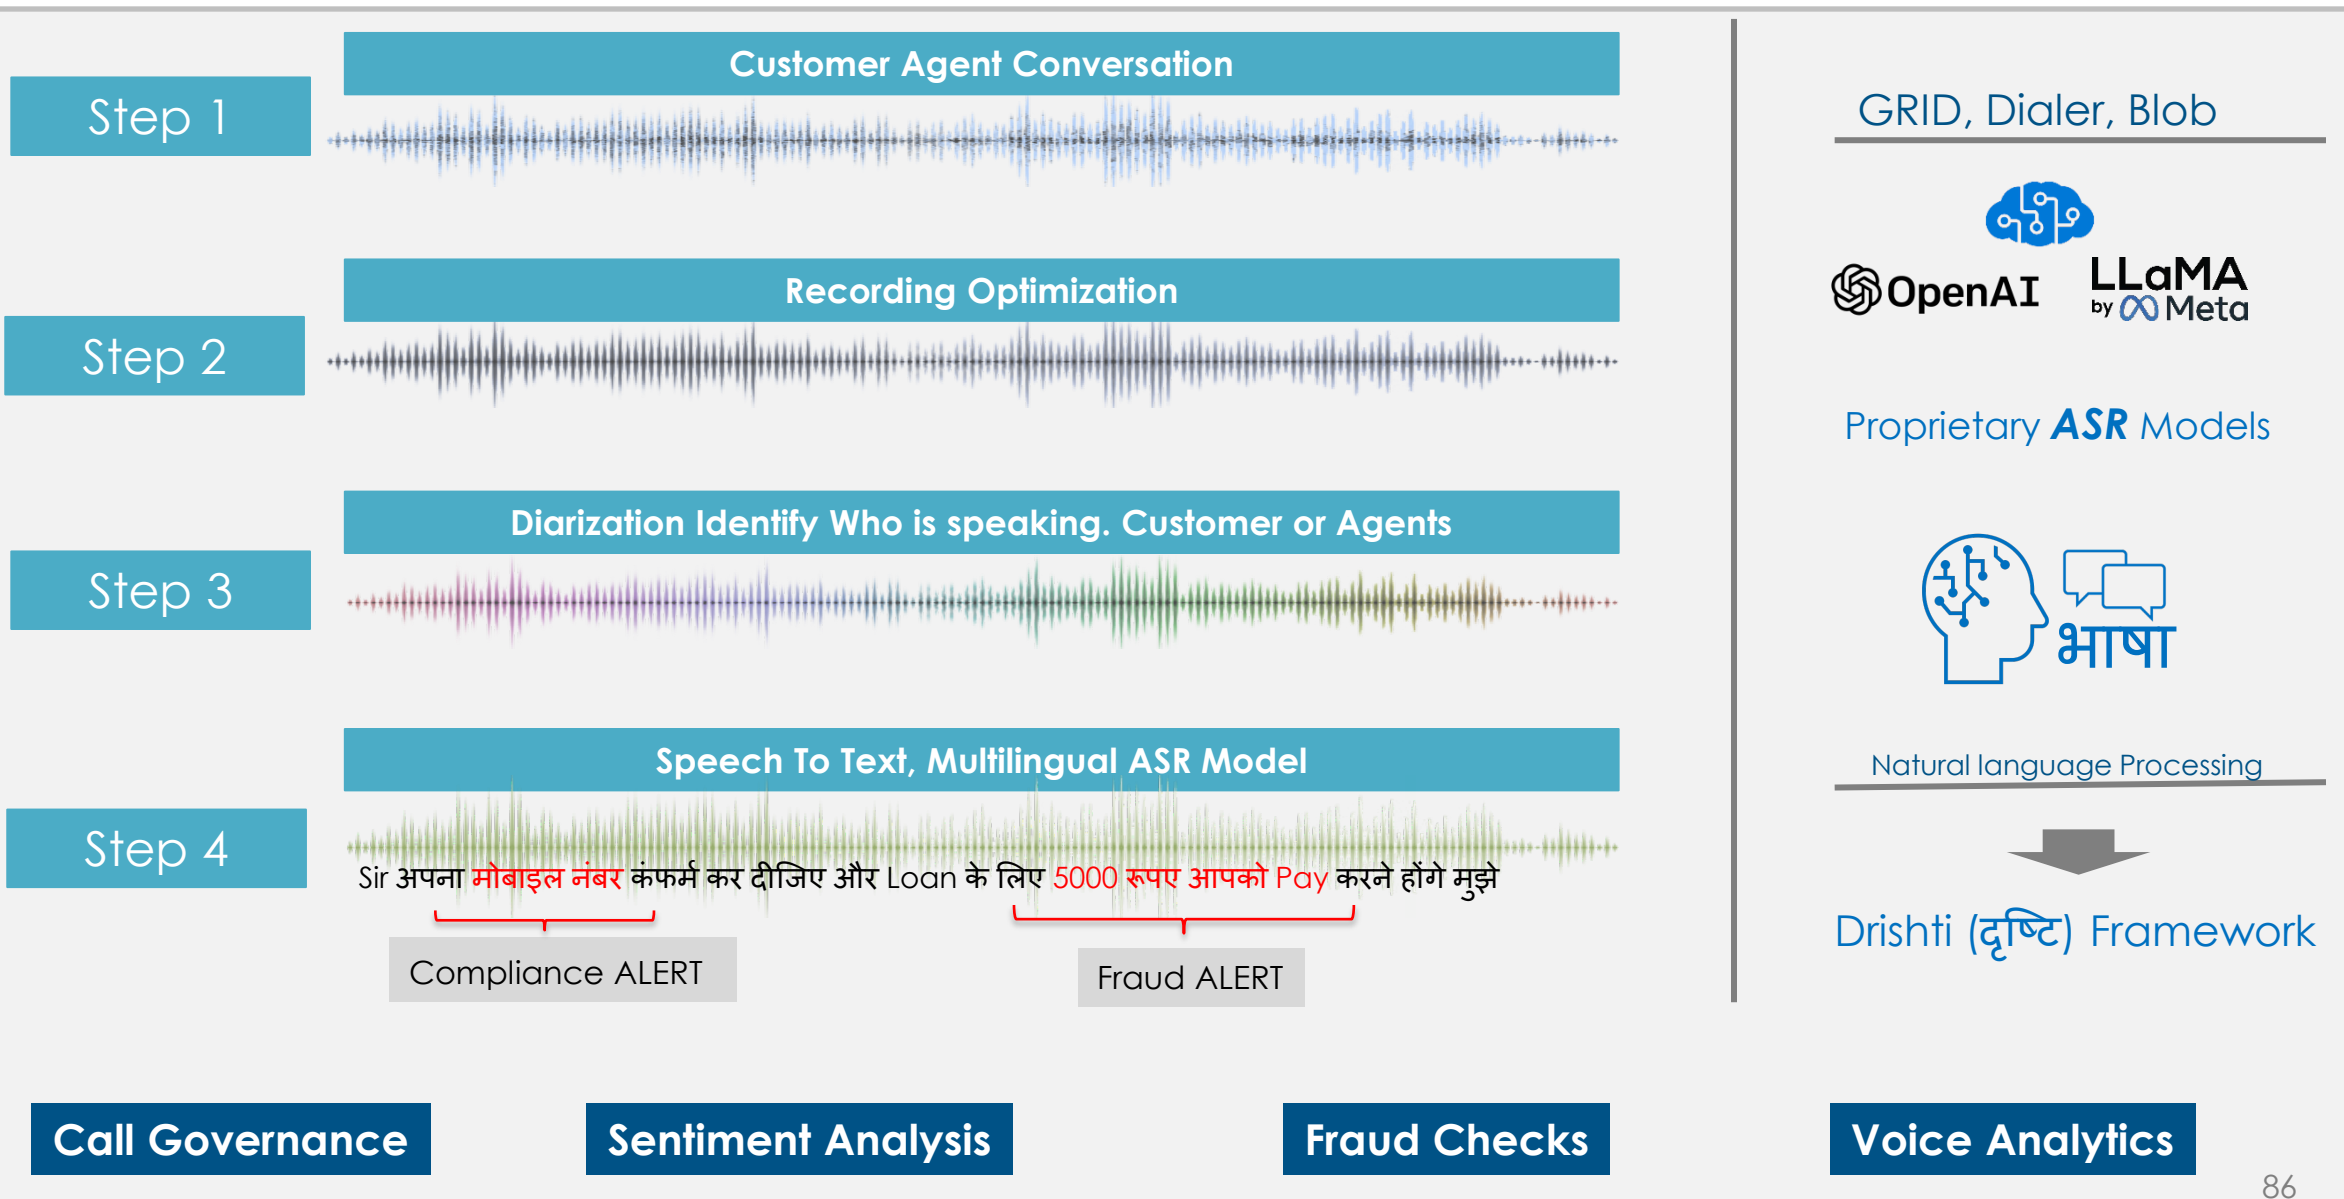 Customer Agent Conversation
Step 1
Recording Optimization
Step 2
Diarization Identify Who is speaking. Customer or Agents
Step 3
Speech To Text, Multilingual ASR Model
Step 4
Sir अपना मोबाइल नंबर कंफर्म कर दीजिए और Loan के लिए 5000 रूपए आपको Pay करने होंगे मुझे
Compliance ALERT
Fraud ALERT
GRID, Dialer, Blob
OpenAI
LLaMA
by Meta
Proprietary ASR Models
भाषा
Natural language Processing
Drishti (दृष्टि) Framework
Call Governance
Sentiment Analysis
Fraud Checks
Voice Analytics
86